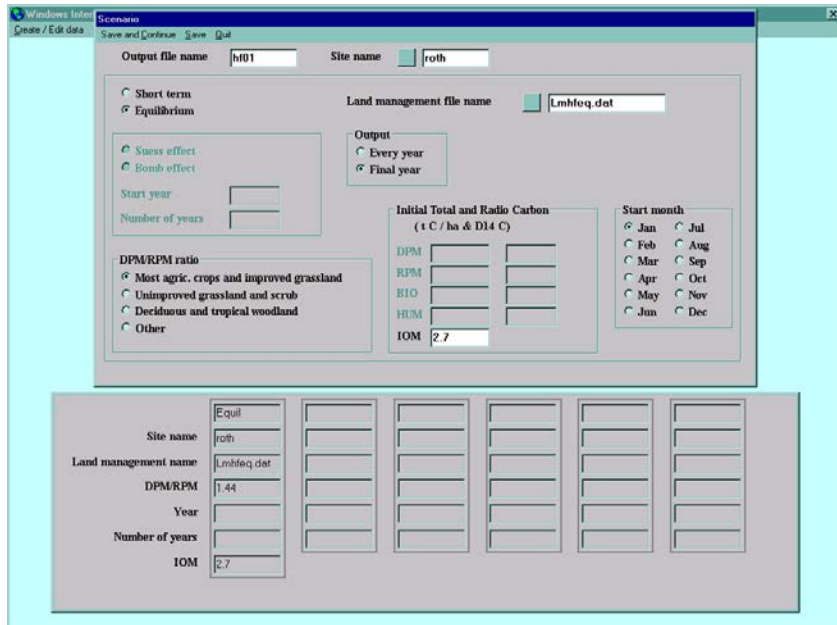 Windows Inter
Create / Edit data
Scenario
Save and Continue Save Quit
Output file name hf01 Site name roth
Short term
Equilibrium
Land management file name Lmhfeq.dat
Suess effect
Bomb effect
Start year
Number of years
Output
Every year
Final year
DPM/RPM ratio
Most agric. crops and improved grassland
Unimproved grassland and scrub
Deciduous and tropical woodland
Other
Initial Total and Radio Carbon
( t C / ha & D14 C)
DPM
RPM
BIO
HUM
IOM 2.7
Start month
Jan Jul
Feb Aug
Mar Sep
Apr Oct
May Nov
Jun Dec
Equil
Site name roth
Land management name Lmhfeq.dat
DPM/RPM 1.44
Year
Number of years
IOM 2.7